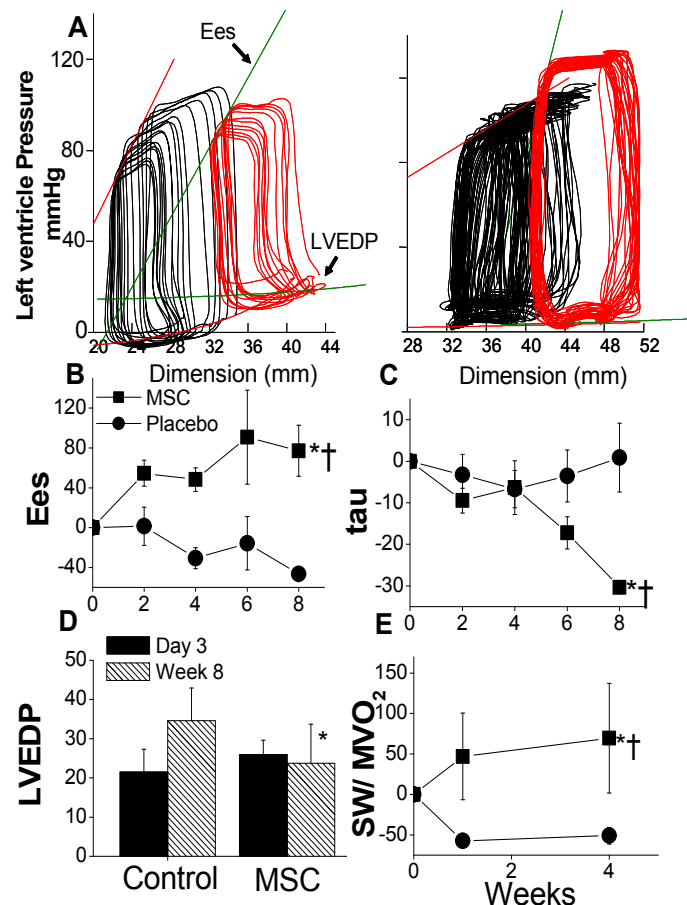 A
Ees
LVEDP
Left ventricle Pressure
mmHg
120
80
40
0
20 24 28 32 36 40 44
28 32 36 40 44 48 52
Dimension (mm)
Dimension (mm)
B
MSC
Placebo
Ees
120
80
40
0
-40
0 2 4 6 8
*†
C
tau
10
0
-10
-20
-30
0 2 4 6 8
*†
D
Day 3
Week 8
LVEDP
50
40
30
20
10
0
*
Control MSC
E
SW/ MVO2
150
100
50
0
-50
0 2 4
*†
Weeks